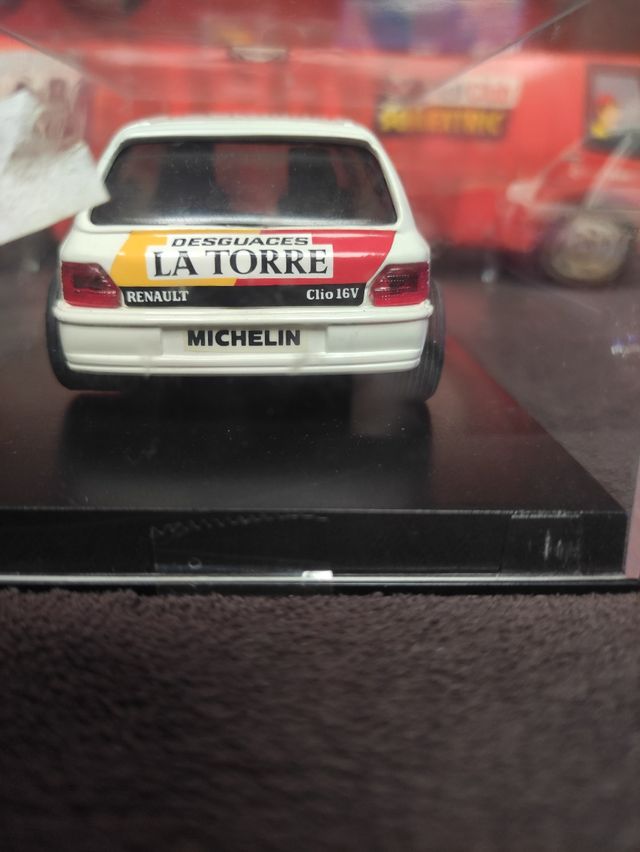 DESGUACES
LA TORRE
RENAULT Clio 16V
MICHELIN